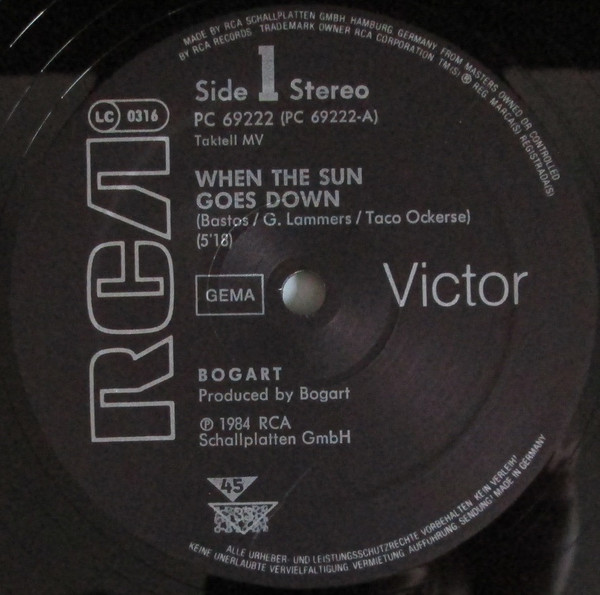 MADE BY RCA SCHALLPLATTEN GMBH HAMBURG GERMANY FROM MASTERS OWNED OR CONTROLLED
BY RCA RECORDS TRADEMARK OWNER RCA CORPORATION TM(S) ® REG MARCA(S) REGISTRADA(S)
Side 1 Stereo
LC 0316
PC 69222 (PC 69222-A)
Taktell MV
WHEN THE SUN
GOES DOWN
(Bastos / G. Lammers / Taco Ockerse)
(5'18)
RCA
GEMA
Victor
BOGART
Produced by Bogart
℗ 1984 RCA
Schallplatten GmbH
45
ALLE URHEBER- UND LEISTUNGSSCHUTZRECHTE VORBEHALTEN. KEIN VERLEIH!
KEINE UNERLAUBTE VERVIELFÄLTIGUNG, VERMIETUNG, AUFFÜHRUNG, SENDUNG! MADE IN GERMANY